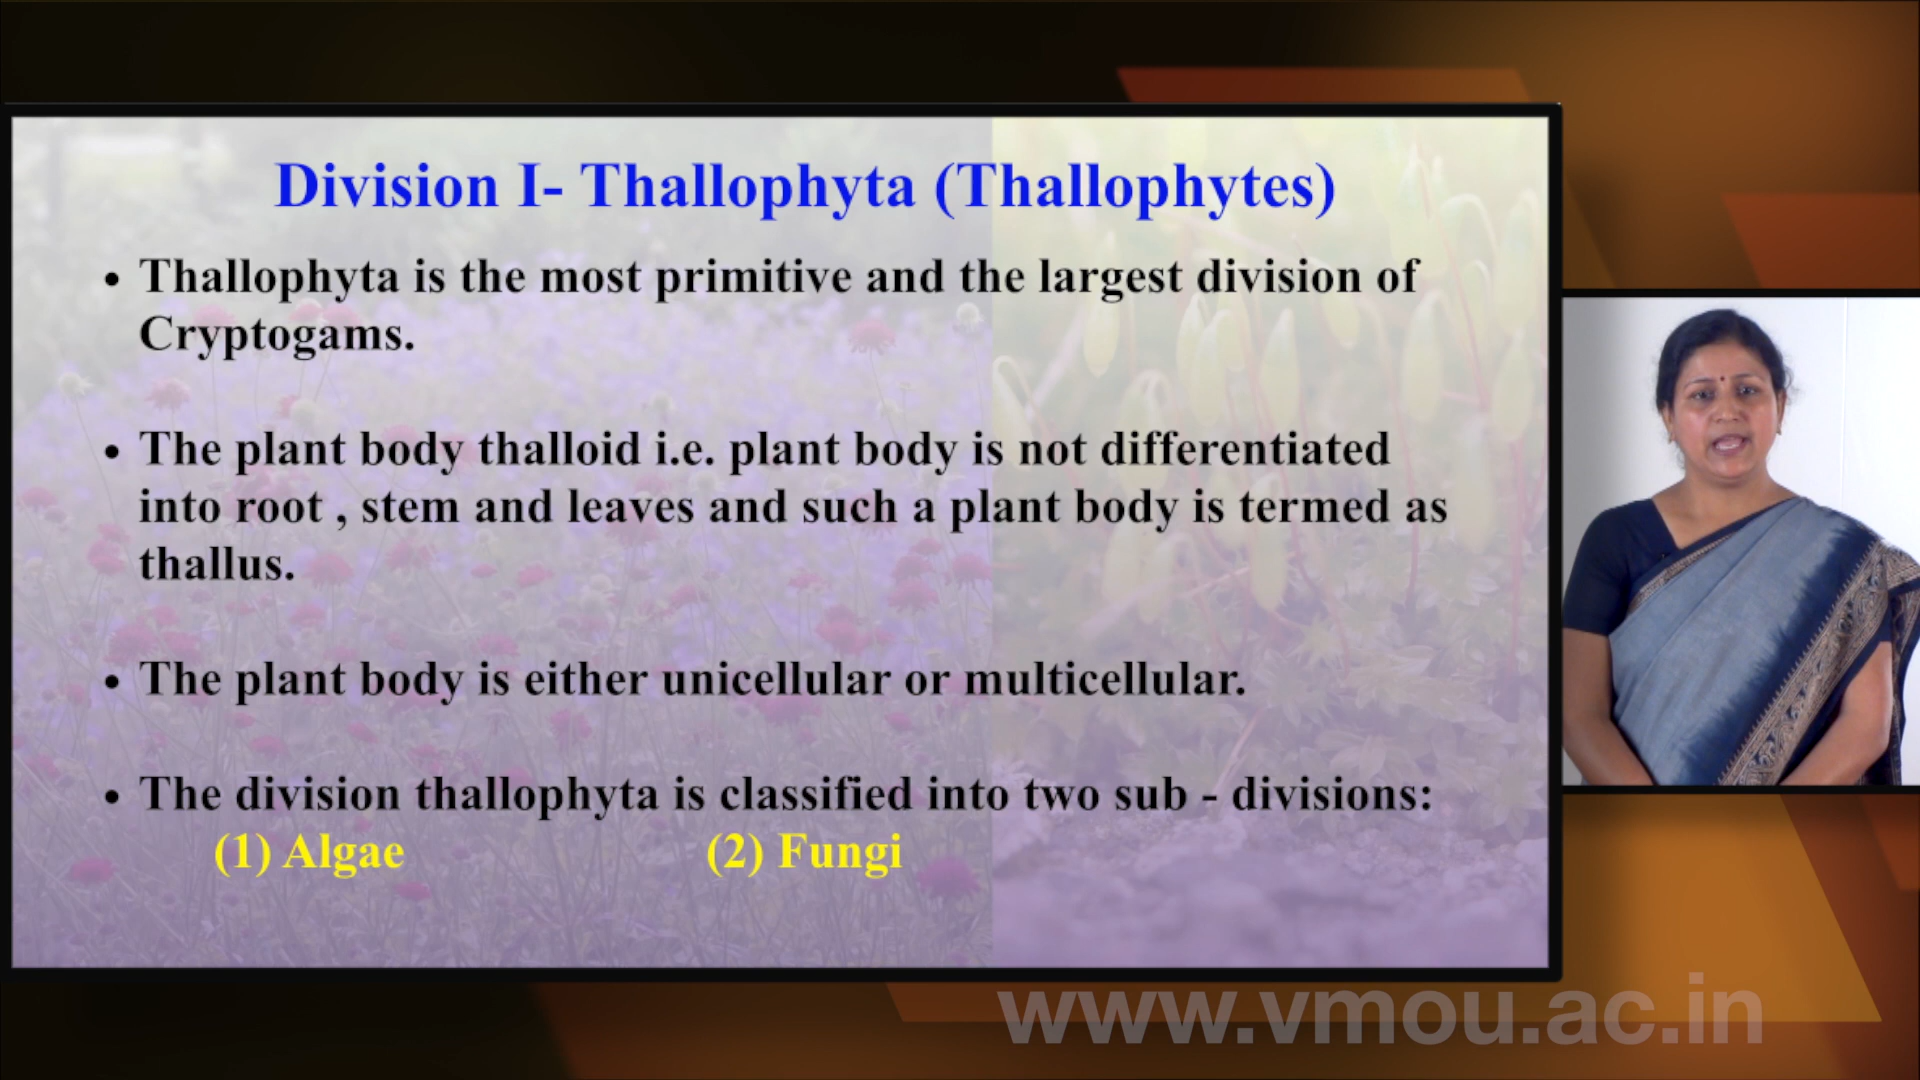 Division I- Thallophyta (Thallophytes)
• Thallophyta is the most primitive and the largest division of
Cryptogams.
• The plant body thalloid i.e. plant body is not differentiated
into root , stem and leaves and such a plant body is termed as
thallus.
• The plant body is either unicellular or multicellular.
• The division thallophyta is classified into two sub - divisions:
(1) Algae (2) Fungi
www.vmou.ac.in